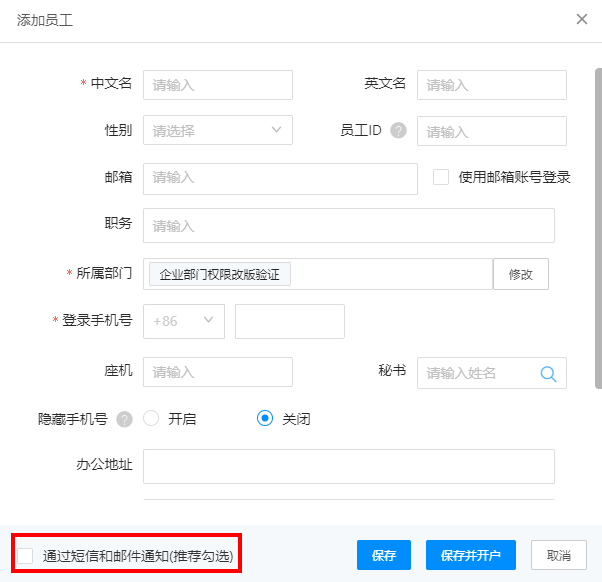 添加员工
* 中文名 请输入 英文名 请输入
性别 请选择 员工ID ? 请输入
邮箱 请输入 使用邮箱账号登录
职务 请输入
* 所属部门 企业部门权限改版验证 修改
* 登录手机号 +86
座机 请输入 秘书 请输入姓名
隐藏手机号 ? 开启 关闭
办公地址
通过短信和邮件通知(推荐勾选) 保存 保存并开户 取消